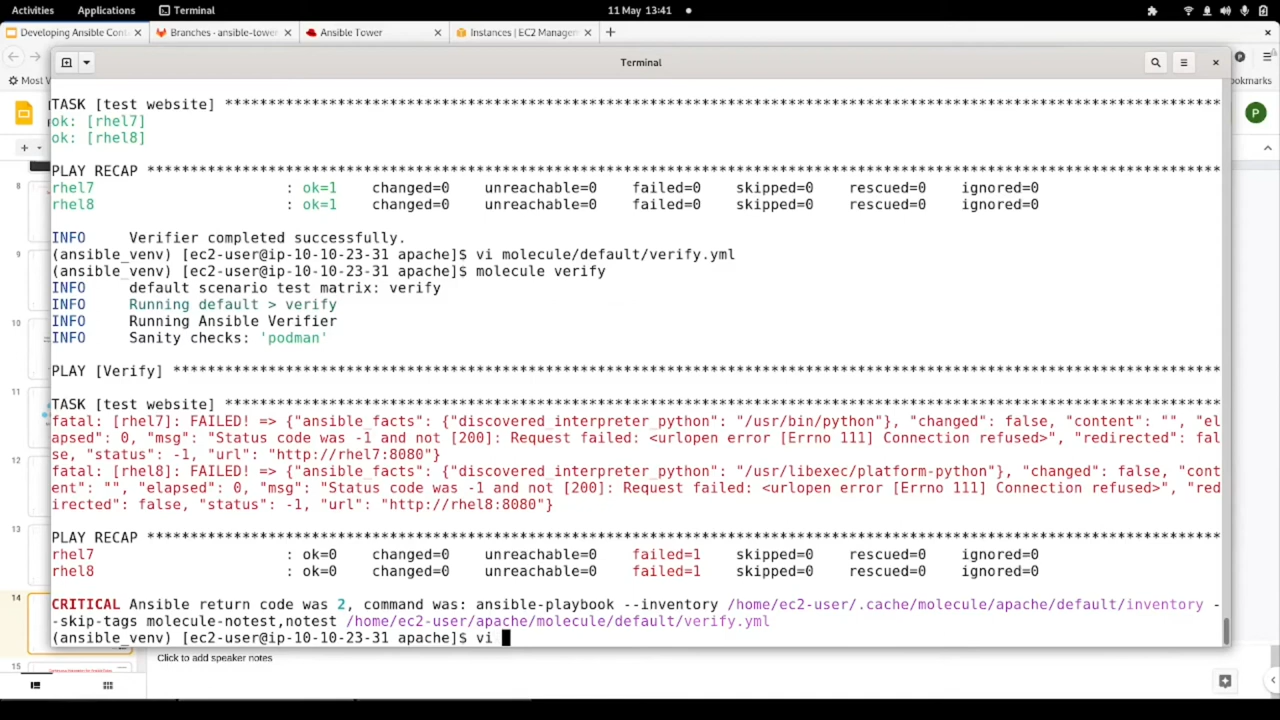 Activities Applications Terminal 11 May 13:41
Developing Ansible Cont Branches - ansible-tower Ansible Tower Instances | EC2 Managem
Terminal
Most V
ookmarks
P
TASK [test website] ************************************************************************************************************************
ok: [rhel7]
ok: [rhel8]
PLAY RECAP *********************************************************************************************************************************
rhel7 : ok=1 changed=0 unreachable=0 failed=0 skipped=0 rescued=0 ignored=0
rhel8 : ok=1 changed=0 unreachable=0 failed=0 skipped=0 rescued=0 ignored=0
INFO Verifier completed successfully.
(ansible_venv) [ec2-user@ip-10-10-23-31 apache]$ vi molecule/default/verify.yml
(ansible_venv) [ec2-user@ip-10-10-23-31 apache]$ molecule verify
INFO default scenario test matrix: verify
INFO Running default > verify
INFO Running Ansible Verifier
INFO Sanity checks: 'podman'
PLAY [Verify] ******************************************************************************************************************************
TASK [test website] ************************************************************************************************************************
fatal: [rhel7]: FAILED! => {"ansible_facts": {"discovered_interpreter_python": "/usr/bin/python"}, "changed": false, "content": "", "el
apsed": 0, "msg": "Status code was -1 and not [200]: Request failed: <urlopen error [Errno 111] Connection refused>", "redirected": fal
se, "status": -1, "url": "http://rhel7:8080"}
fatal: [rhel8]: FAILED! => {"ansible_facts": {"discovered_interpreter_python": "/usr/libexec/platform-python"}, "changed": false, "cont
ent": "", "elapsed": 0, "msg": "Status code was -1 and not [200]: Request failed: <urlopen error [Errno 111] Connection refused>", "red
irected": false, "status": -1, "url": "http://rhel8:8080"}
PLAY RECAP *********************************************************************************************************************************
rhel7 : ok=0 changed=0 unreachable=0 failed=1 skipped=0 rescued=0 ignored=0
rhel8 : ok=0 changed=0 unreachable=0 failed=1 skipped=0 rescued=0 ignored=0
CRITICAL Ansible return code was 2, command was: ansible-playbook --inventory /home/ec2-user/.cache/molecule/apache/default/inventory -
-skip-tags molecule-notest,notest /home/ec2-user/apache/molecule/default/verify.yml
(ansible_venv) [ec2-user@ip-10-10-23-31 apache]$ vi
8
9
10
11
12
13
14
15
Click to add speaker notes